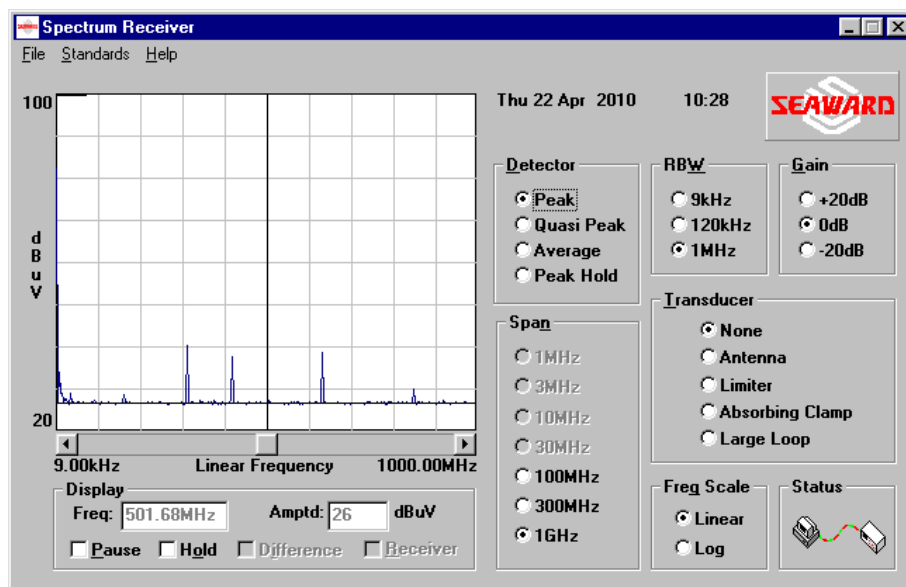 Spectrum Receiver
File Standards Help
Thu 22 Apr 2010 10:28
SEAWARD
100
dBuV
20
9.00kHz Linear Frequency 1000.00MHz
Display
Freq: 501.68MHz Amptd: 26 dBuV
Pause Hold Difference Receiver
Detector
Peak
Quasi Peak
Average
Peak Hold
RBW
9kHz
120kHz
1MHz
Gain
+20dB
0dB
-20dB
Span
1MHz
3MHz
10MHz
30MHz
100MHz
300MHz
1GHz
Transducer
None
Antenna
Limiter
Absorbing Clamp
Large Loop
Freq Scale
Linear
Log
Status